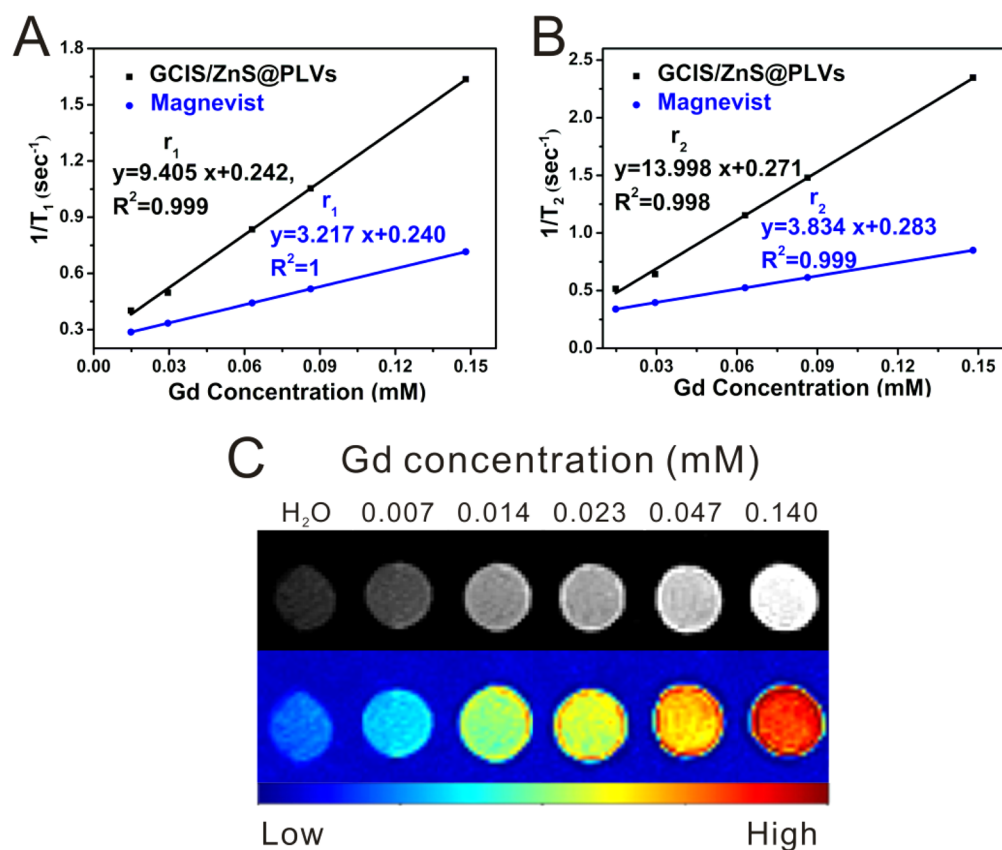 A
1.8
1.5
1.2
0.9
0.6
0.3
1/T₁ (sec⁻¹)
GCIS/ZnS@PLVs
Magnevist
r₁
y=9.405 x+0.242,
R²=0.999
r₁
y=3.217 x+0.240
R²=1
0.00 0.03 0.06 0.09 0.12 0.15
Gd Concentration (mM)
B
2.5
2.0
1.5
1.0
0.5
0.0
1/T₂ (sec⁻¹)
GCIS/ZnS@PLVs
Magnevist
r₂
y=13.998 x+0.271
R²=0.998
r₂
y=3.834 x+0.283
R²=0.999
0.03 0.06 0.09 0.12 0.15
Gd Concentration (mM)
C
Gd concentration (mM)
H₂O 0.007 0.014 0.023 0.047 0.140
Low High